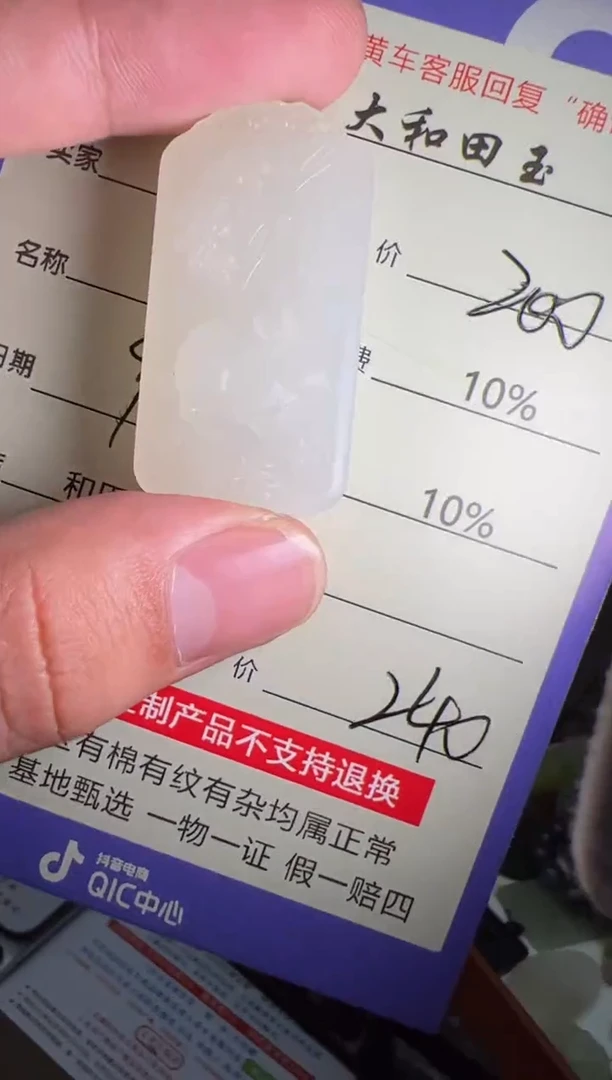 黄车客服回复 “确
大和田玉
买家
名称
价 300
日期
费 10%
和田
10%
价 240
制产品不支持退换
有棉有纹有杂均属正常
基地甄选 一物一证 假一赔四
抖音电商
QIC中心